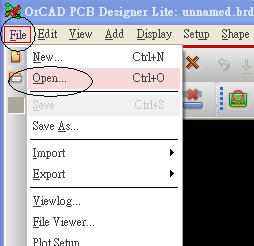 OrCAD PCB Designer Lite: unnamed.brd
File Edit View Add Display Setup Shape
New... Ctrl+N
Open... Ctrl+O
Save Ctrl+S
Save As...
Import
Export
Viewlog...
File Viewer...
Plot Setup